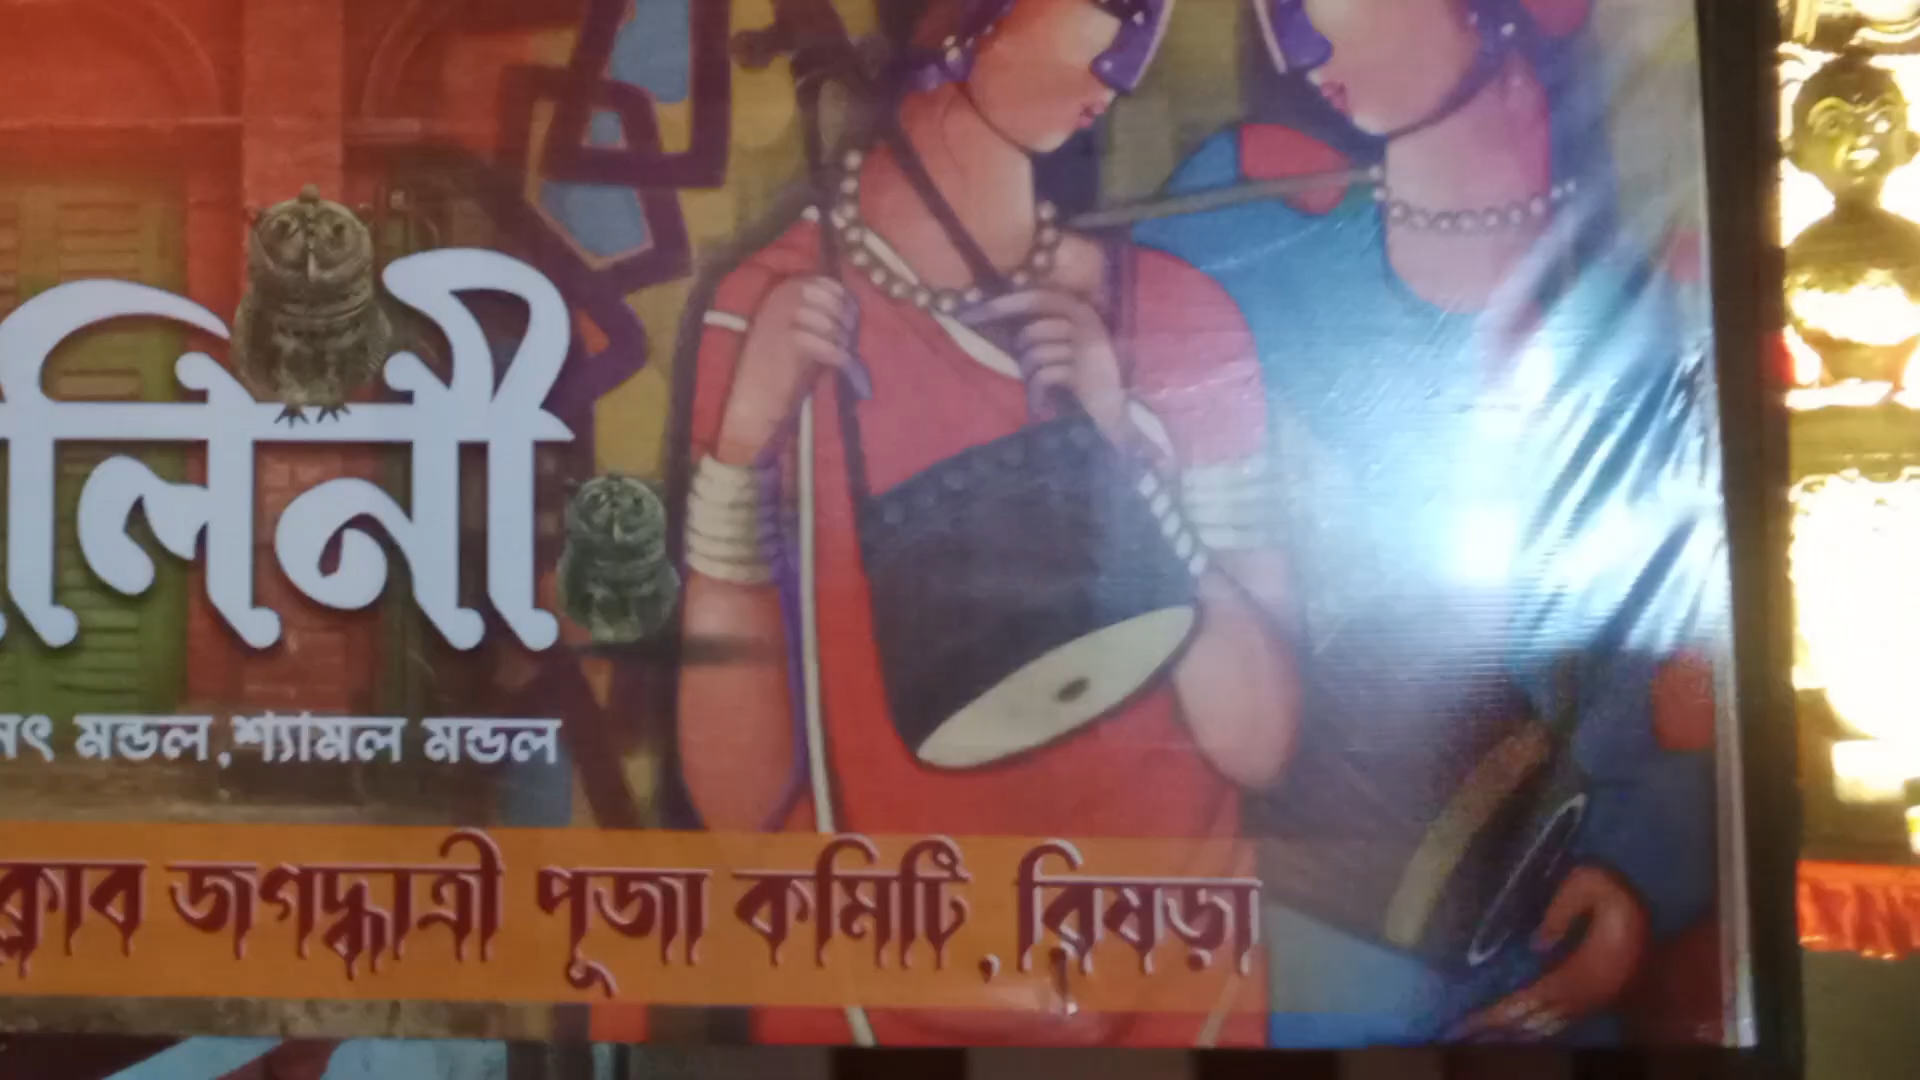 লিনী
মন্ডল,শ্যামল মন্ডল
ক্লাব জগদ্ধাত্রী পূজা কমিটি, রিষড়া